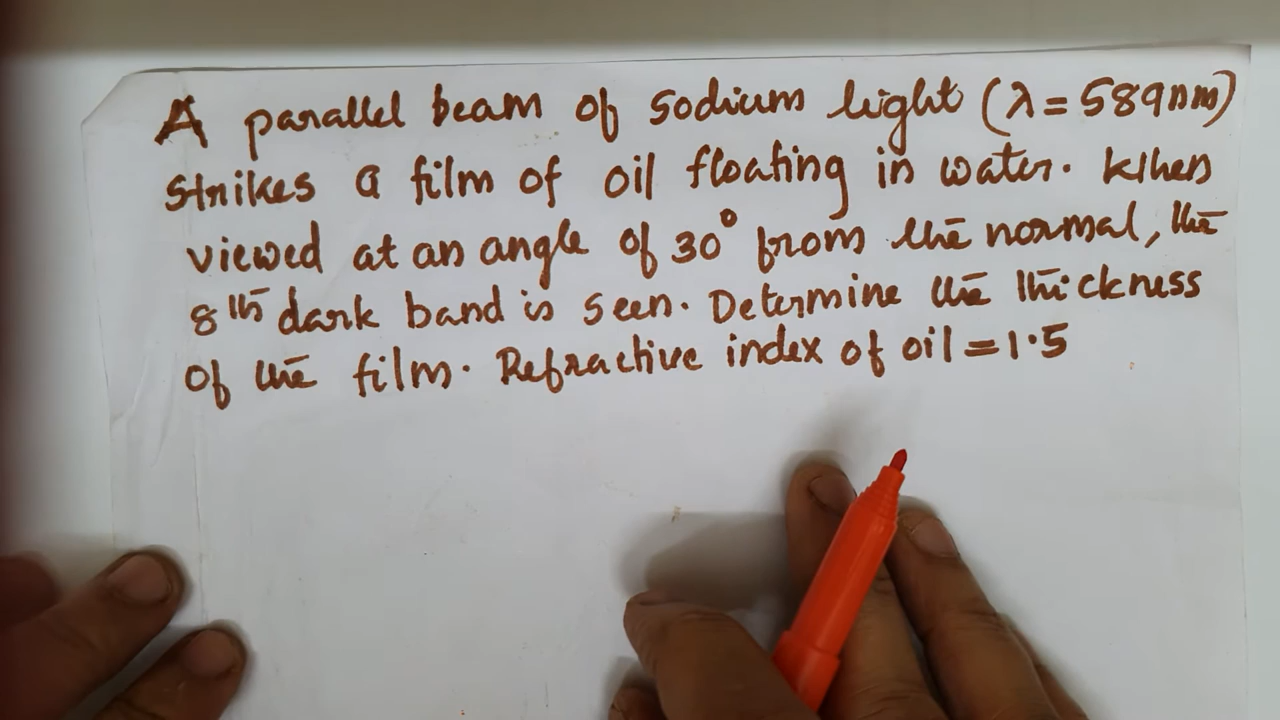 A parallel beam of sodium light (λ = 589nm)
strikes a film of oil floating in water. When
viewed at an angle of 30° from the normal, the
8th dark band is seen. Determine the thickness
of the film. Refractive index of oil = 1.5